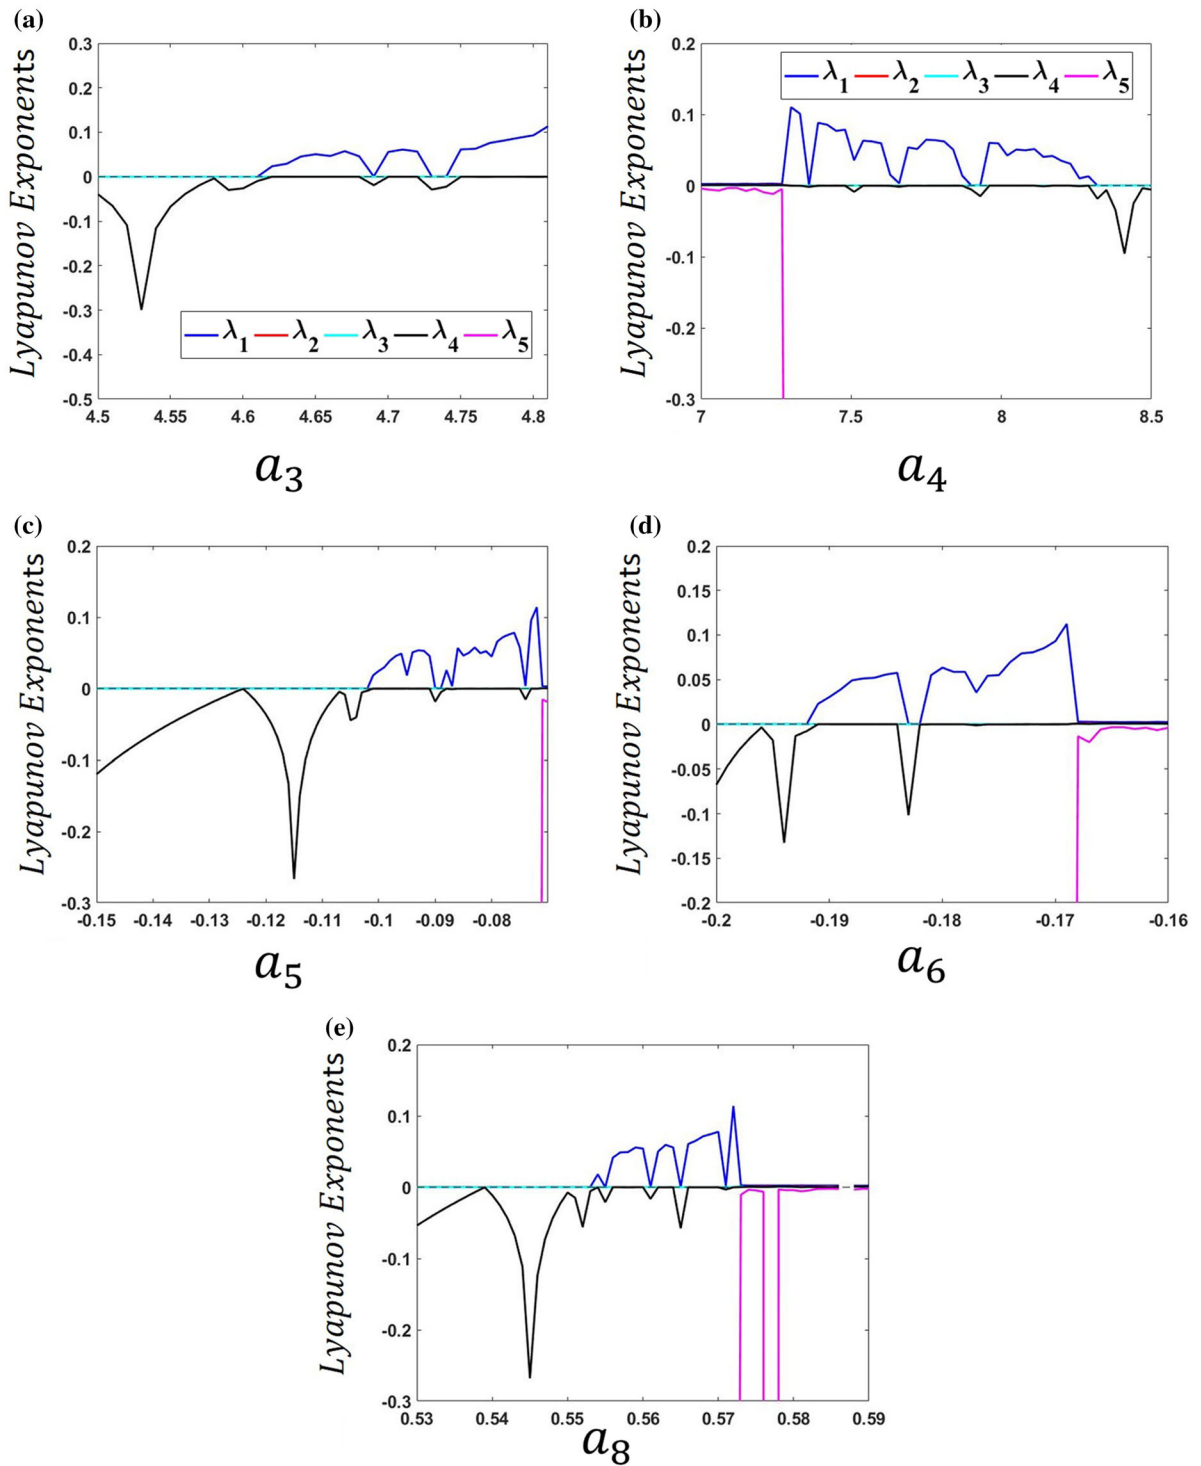 (a)
Lyapunov Exponents
0.3
0.2
0.1
0
-0.1
-0.2
-0.3
-0.4
-0.5
λ1 λ2 λ3 λ4 λ5
4.5 4.55 4.6 4.65 4.7 4.75 4.8
a3
(b)
Lyapunov Exponents
0.2
0.1
0
-0.1
-0.2
-0.3
λ1 λ2 λ3 λ4 λ5
7 7.5 8 8.5
a4
(c)
Lyapunov Exponents
0.2
0.1
0
-0.1
-0.2
-0.3
-0.15 -0.14 -0.13 -0.12 -0.11 -0.1 -0.09 -0.08
a5
(d)
Lyapunov Exponents
0.2
0.15
0.1
0.05
0
-0.05
-0.1
-0.15
-0.2
-0.2 -0.19 -0.18 -0.17 -0.16
a6
(e)
Lyapunov Exponents
0.2
0.1
0
-0.1
-0.2
-0.3
0.53 0.54 0.55 0.56 0.57 0.58 0.59
a8